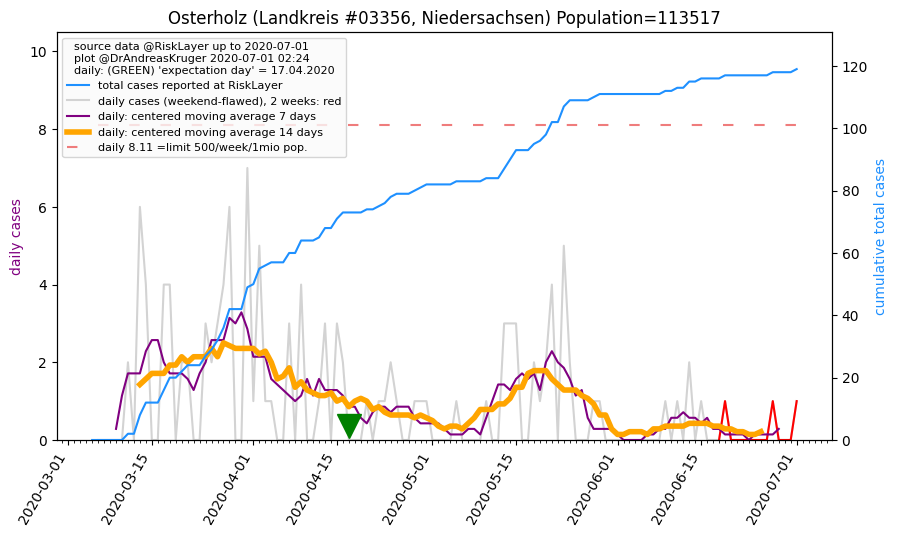 Osterholz (Landkreis #03356, Niedersachsen) Population=113517
source data @RiskLayer up to 2020-07-01
plot @DrAndreasKruger 2020-07-01 02:24
daily: (GREEN) 'expectation day' = 17.04.2020
total cases reported at RiskLayer
daily cases (weekend-flawed), 2 weeks: red
daily: centered moving average 7 days
daily: centered moving average 14 days
daily 8.11 =limit 500/week/1mio pop.
daily cases
10
8
6
4
2
0
120
100
80
60
40
20
0
cumulative total cases
2020-03-01
2020-03-15
2020-04-01
2020-04-15
2020-05-01
2020-05-15
2020-06-01
2020-06-15
2020-07-01